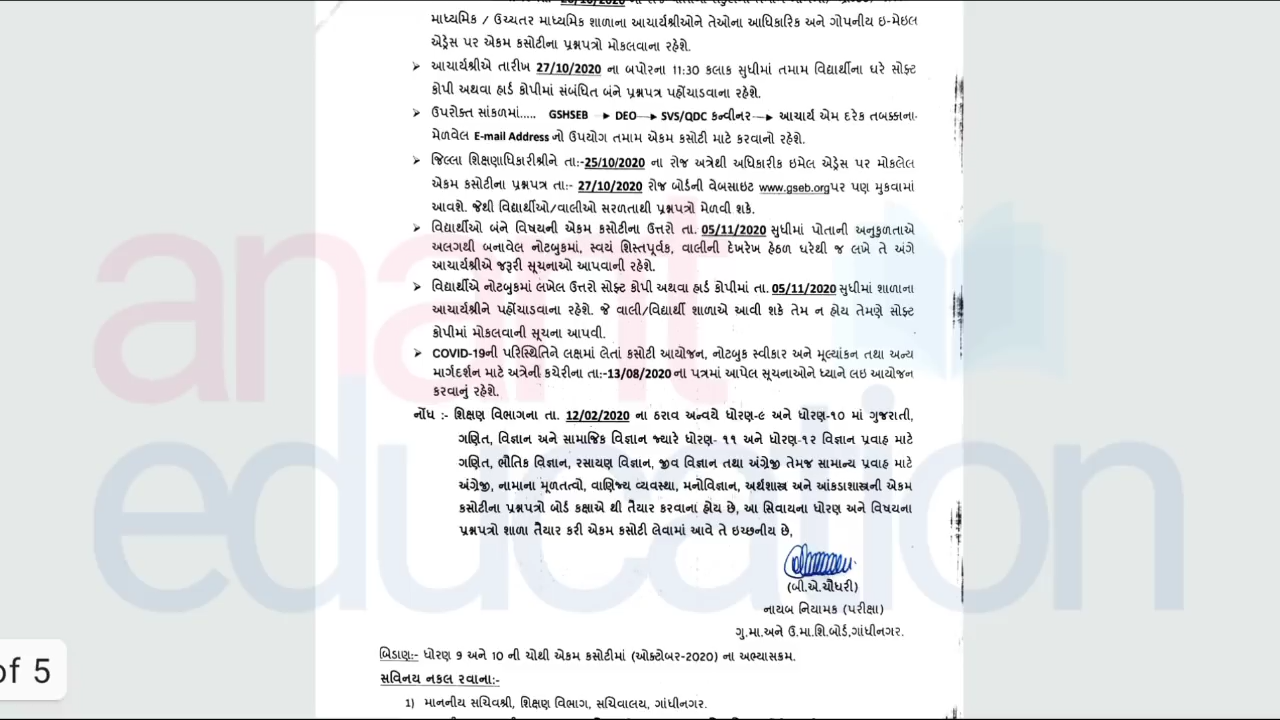 માધ્યમિક / ઉચ્ચતર માધ્યમિક શાળાના આચાર્યશ્રીઓને તેઓના આધિકારિક અને ગોપનીય ઇ-મેઇલ
એડ્રેસ પર એકમ કસોટીના પ્રશ્નપત્રો મોકલવાના રહેશે.
➢ આચાર્યશ્રીએ તારીખ 27/10/2020 ના બપોરના 11:30 કલાક સુધીમાં તમામ વિદ્યાર્થીના ઘરે સોફ્ટ
કોપી અથવા હાર્ડ કોપીમાં સંબંધિત બંને પ્રશ્નપત્ર પહોંચાડવાના રહેશે.
➢ ઉપરોક્ત સાંકળમાં..... GSHSEB → DEO → SVS/QDC કન્વીનર → આચાર્ય એમ દરેક તબક્કાના
મેળવેલ E-mail Address નો ઉપયોગ તમામ એકમ કસોટી માટે કરવાનો રહેશે.
➢ જિલ્લા શિક્ષણાધિકારીશ્રીને તા:-25/10/2020 ના રોજ અત્રેથી અધિકારીક ઇમેલ એડ્રેસ પર મોકલેલ
એકમ કસોટીના પ્રશ્નપત્ર તા:- 27/10/2020 રોજ બોર્ડની વેબસાઇટ www.gseb.orgપર પણ મુકવામાં
આવશે. જેથી વિદ્યાર્થીઓ/વાલીઓ સરળતાથી પ્રશ્નપત્રો મેળવી શકે.
➢ વિદ્યાર્થીઓ બંને વિષયની એકમ કસોટીના ઉત્તરો તા. 05/11/2020 સુધીમાં પોતાની અનુકુળતાએ
અલગથી બનાવેલ નોટબુકમાં, સ્વયં શિસ્તપૂર્વક, વાલીની દેખરેખ હેઠળ ઘરેથી જ લખે તે અંગે
આચાર્યશ્રીએ જરૂરી સૂચનાઓ આપવાની રહેશે.
➢ વિદ્યાર્થીએ નોટબુકમાં લખેલ ઉત્તરો સોફ્ટ કોપી અથવા હાર્ડ કોપીમાં તા. 05/11/2020 સુધીમાં શાળાના
આચાર્યશ્રીને પહોંચાડવાના રહેશે. જે વાલી/વિદ્યાર્થી શાળાએ આવી શકે તેમ ન હોય તેમણે સોફ્ટ
કોપીમાં મોકલવાની સૂચના આપવી.
➢ COVID-19ની પરિસ્થિતિને લક્ષમાં લેતાં કસોટી આયોજન, નોટબુક સ્વીકાર અને મૂલ્યાંકન તથા અન્ય
માર્ગદર્શન માટે અત્રેની કચેરીના તા:-13/08/2020 ના પત્રમાં આપેલ સૂચનાઓને ધ્યાને લઇ આયોજન
કરવાનું રહેશે.
નોંધ :- શિક્ષણ વિભાગના તા. 12/02/2020 ના ઠરાવ અન્વયે ધોરણ-૯ અને ધોરણ-૧૦ માં ગુજરાતી,
ગણિત, વિજ્ઞાન અને સામાજિક વિજ્ઞાન જ્યારે ધોરણ- ૧૧ અને ધોરણ-૧૨ વિજ્ઞાન પ્રવાહ માટે
ગણિત, ભૌતિક વિજ્ઞાન, રસાયણ વિજ્ઞાન, જીવ વિજ્ઞાન તથા અંગ્રેજી તેમજ સામાન્ય પ્રવાહ માટે
અંગ્રેજી, નામાના મૂળતત્વો, વાણિજ્ય વ્યવસ્થા, મનોવિજ્ઞાન, અર્થશાસ્ત્ર અને આંકડાશાસ્ત્રની એકમ
કસોટીના પ્રશ્નપત્રો બોર્ડ કક્ષાએ થી તૈયાર કરવાના હોય છે, આ સિવાયના ધોરણ અને વિષયના
પ્રશ્નપત્રો શાળા તૈયાર કરી એકમ કસોટી લેવામાં આવે તે ઇચ્છનીય છે,
(બી.એ.ચૌધરી)
નાયબ નિયામક (પરીક્ષા)
ગુ.મા.અને ઉ.મા.શિ.બોર્ડ,ગાંધીનગર.
બિડાણ:- ધોરણ 9 અને 10 ની ચોથી એકમ કસોટીમાં (ઓક્ટોબર-2020) ના અભ્યાસક્રમ.
સવિનય નકલ રવાના:-
1) માનનીય સચિવશ્રી, શિક્ષણ વિભાગ, સચિવાલય, ગાંધીનગર.
of 5
anant
education